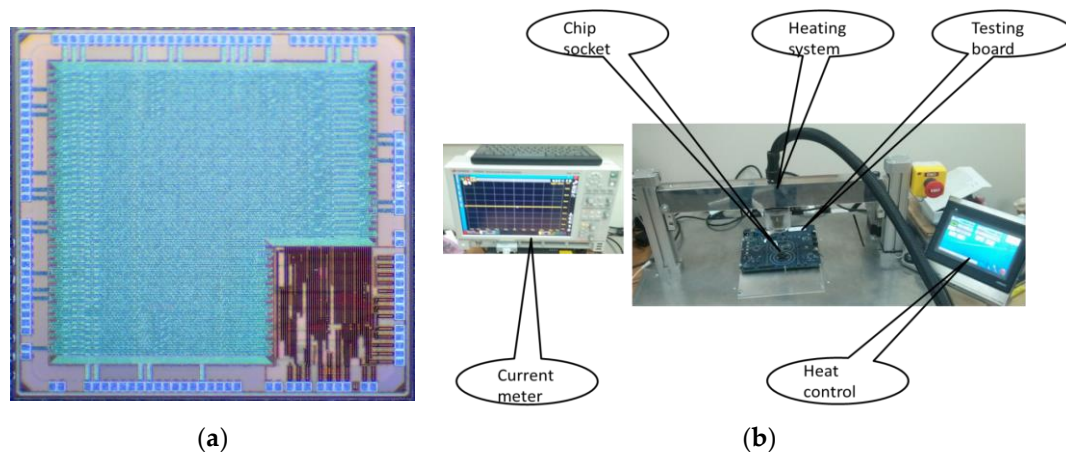 Chip
socket
Heating
system
Testing
board
Current
meter
Heat
control
(a)
(b)